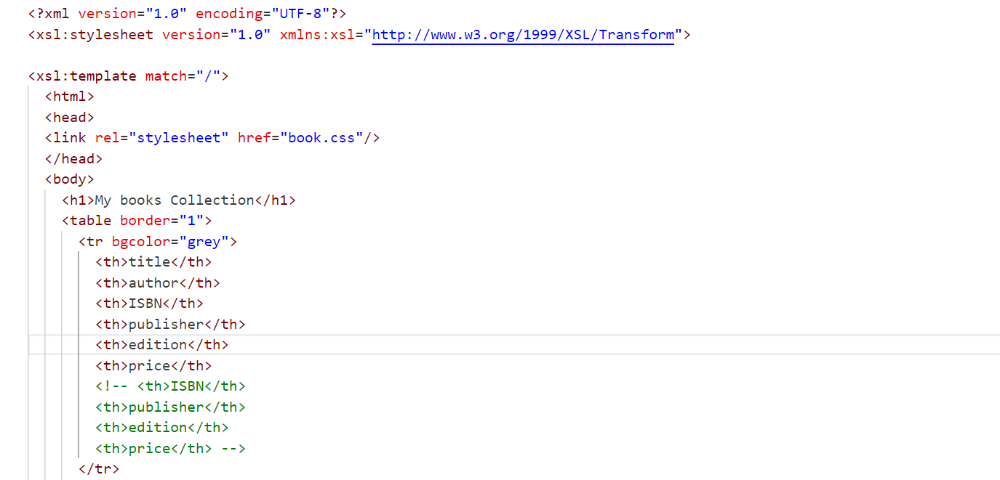 <?xml version="1.0" encoding="UTF-8"?>
<xsl:stylesheet version="1.0" xmlns:xsl="http://www.w3.org/1999/XSL/Transform">
<xsl:template match="/">
<html>
<head>
<link rel="stylesheet" href="book.css"/>
</head>
<body>
<h1>My books Collection</h1>
<table border="1">
<tr bgcolor="grey">
<th>title</th>
<th>author</th>
<th>ISBN</th>
<th>publisher</th>
<th>edition</th>
<th>price</th>
<!-- <th>ISBN</th>
<th>publisher</th>
<th>edition</th>
<th>price</th> -->
</tr>